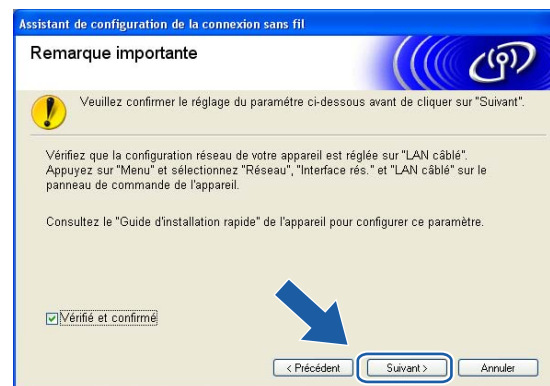 Assistant de configuration de la connexion sans fil
Remarque importante
Veuillez confirmer le réglage du paramétre ci-dessous avant de cliquer sur "Suivant".
Vérifiez que la configuration réseau de votre appareil est réglée sur "LAN câblé".
Appuyez sur "Menu" et sélectionnez "Réseau", "Interface rés." et "LAN câblé" sur le
panneau de commande de l'appareil.
Consultez le "Guide d'installation rapide" de l'appareil pour configurer ce paramètre.
Vérifié et confirmé
< Précédent
Suivant >
Annuler